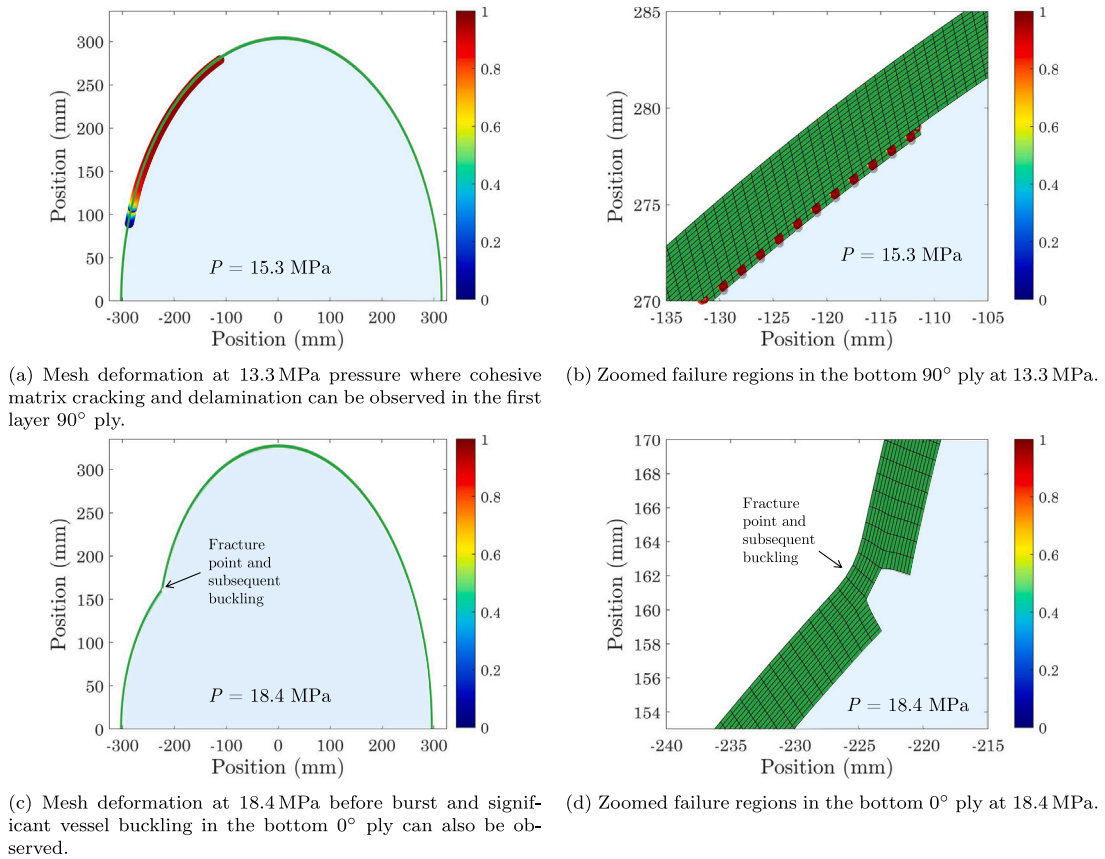 300
250
200
150
100
50
0
Position (mm)
-300 -200 -100 0 100 200 300
Position (mm)
P = 15.3 MPa
1
0.8
0.6
0.4
0.2
0
285
280
275
270
Position (mm)
-135 -130 -125 -120 -115 -110 -105
Position (mm)
P = 15.3 MPa
1
0.8
0.6
0.4
0.2
0
(a) Mesh deformation at 13.3 MPa pressure where cohesive
matrix cracking and delamination can be observed in the first
layer 90° ply.
(b) Zoomed failure regions in the bottom 90° ply at 13.3 MPa.
300
250
200
150
100
50
0
Position (mm)
-300 -200 -100 0 100 200 300
Position (mm)
Fracture
point and
subsequent
buckling
P = 18.4 MPa
1
0.8
0.6
0.4
0.2
0
170
168
166
164
162
160
158
156
154
Position (mm)
-240 -235 -230 -225 -220 -215
Position (mm)
Fracture
point and
subsequent
buckling
P = 18.4 MPa
1
0.8
0.6
0.4
0.2
0
(c) Mesh deformation at 18.4 MPa before burst and signif-
icant vessel buckling in the bottom 0° ply can also be ob-
served.
(d) Zoomed failure regions in the bottom 0° ply at 18.4 MPa.